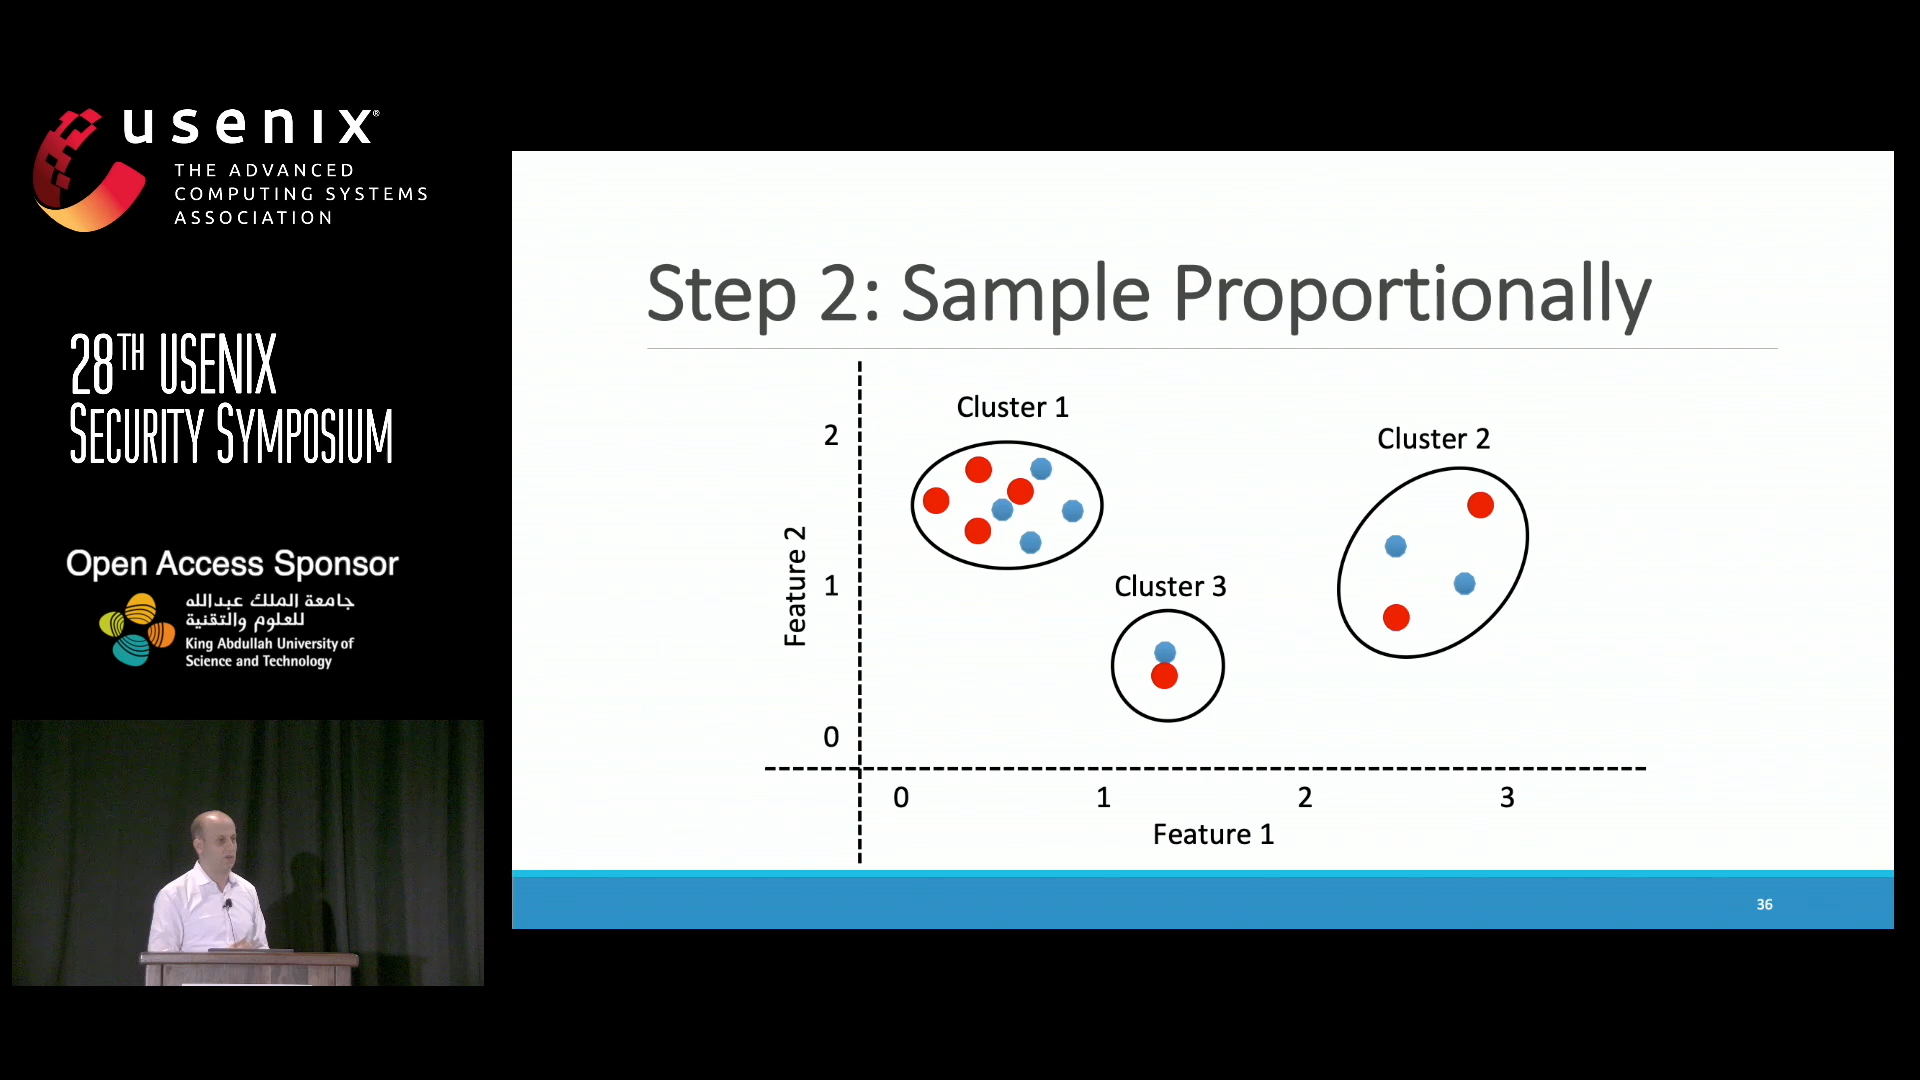 usenix®
THE ADVANCED
COMPUTING SYSTEMS
ASSOCIATION
28TH USENIX
SECURITY SYMPOSIUM
Open Access Sponsor
جامعة الملك عبدالله
للعلوم والتقنية
King Abdullah University of
Science and Technology
Step 2: Sample Proportionally
Cluster 1
Cluster 2
Cluster 3
Feature 2
2
1
0
0 1 2 3
Feature 1
36